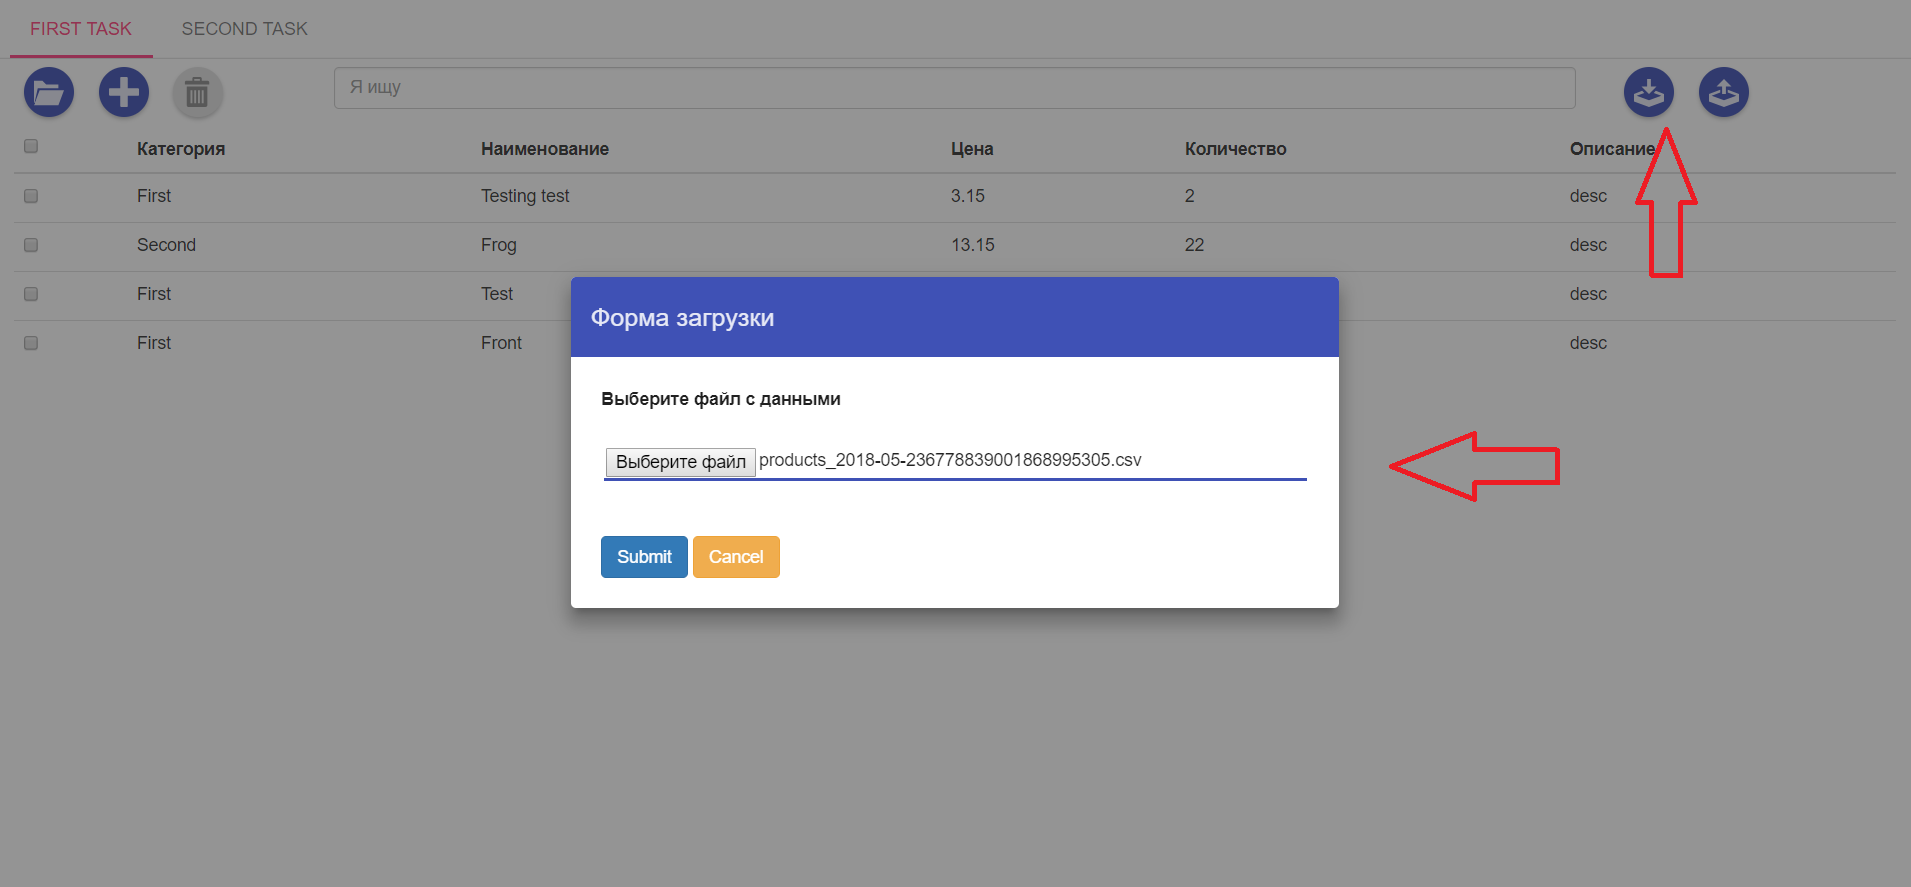 FIRST TASK SECOND TASK
Я ищу
Категория Наименование Цена Количество Описание
First Testing test 3.15 2 desc
Second Frog 13.15 22 desc
First Test desc
First Front desc
Форма загрузки
Выберите файл с данными
Выберите файл products_2018-05-236778839001868995305.csv
Submit Cancel